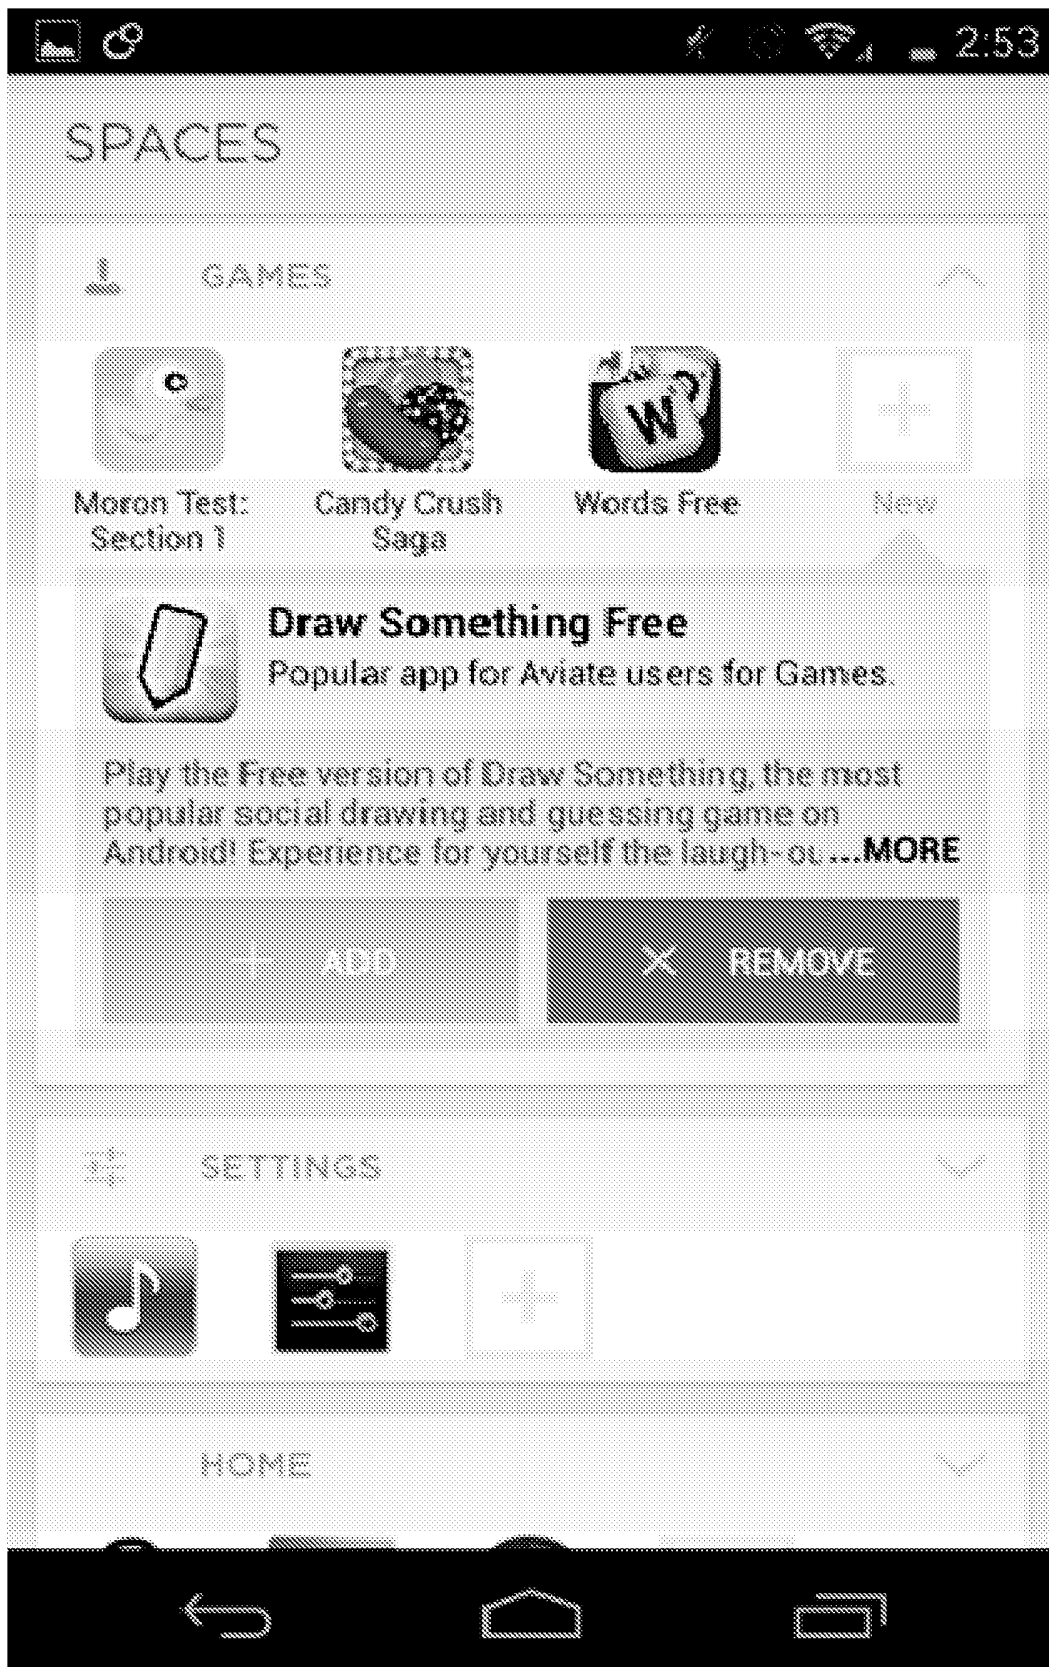 2:53
SPACES
GAMES
Moron Test:
Section 1
Candy Crush
Saga
Words Free
New
Draw Something Free
Popular app for Aviate users for Games.
Play the Free version of Draw Something, the most
popular social drawing and guessing game on
Android! Experience for yourself the laugh-ou ...MORE
+ ADD
× REMOVE
SETTINGS
HOME